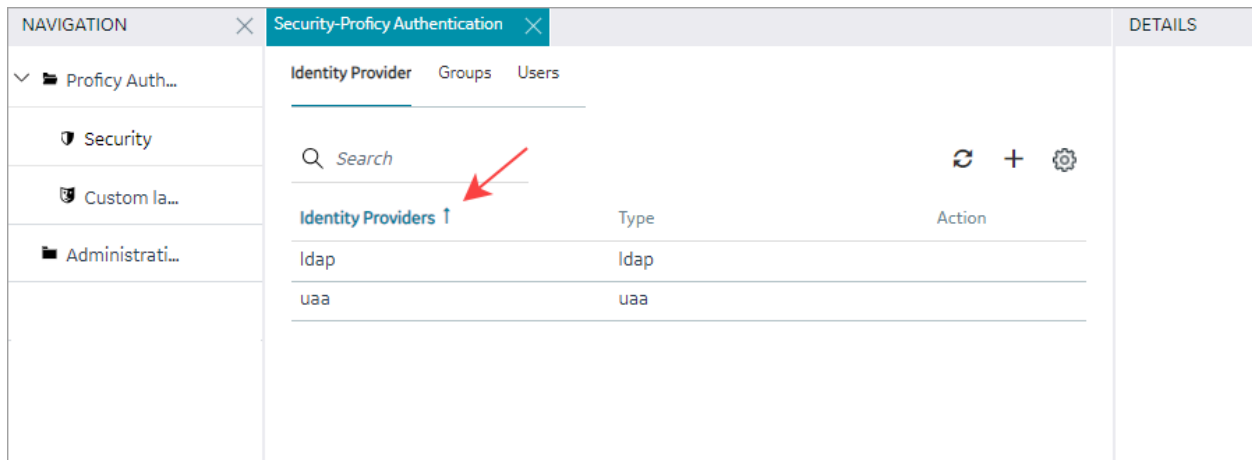 NAVIGATION
Proficy Auth...
Security
Custom la...
Administrati...
Security-Proficy Authentication
Identity Provider Groups Users
Search
Identity Providers ↑ Type Action
ldap ldap
uaa uaa
DETAILS